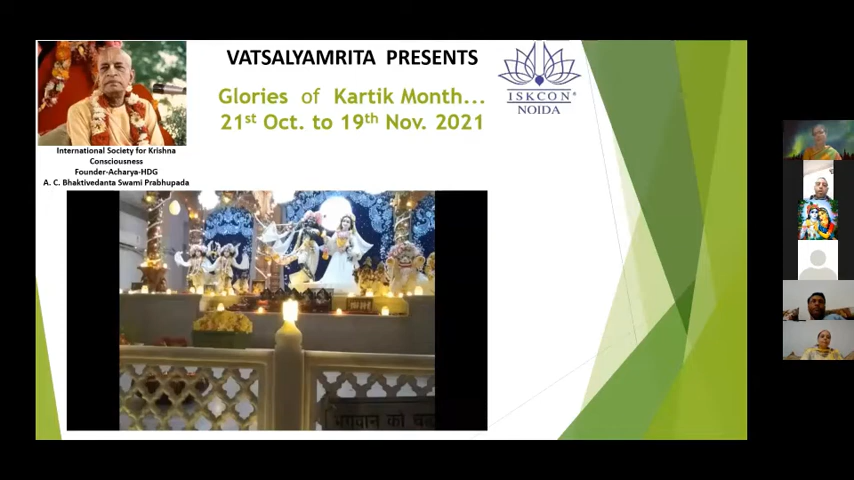 VATSALYAMRITA PRESENTS
Glories of Kartik Month...
21st Oct. to 19th Nov. 2021
ISKCON®
NOIDA
International Society for Krishna
Consciousness
Founder-Acharya-HDG
A. C. Bhaktivedanta Swami Prabhupada
भगवान को